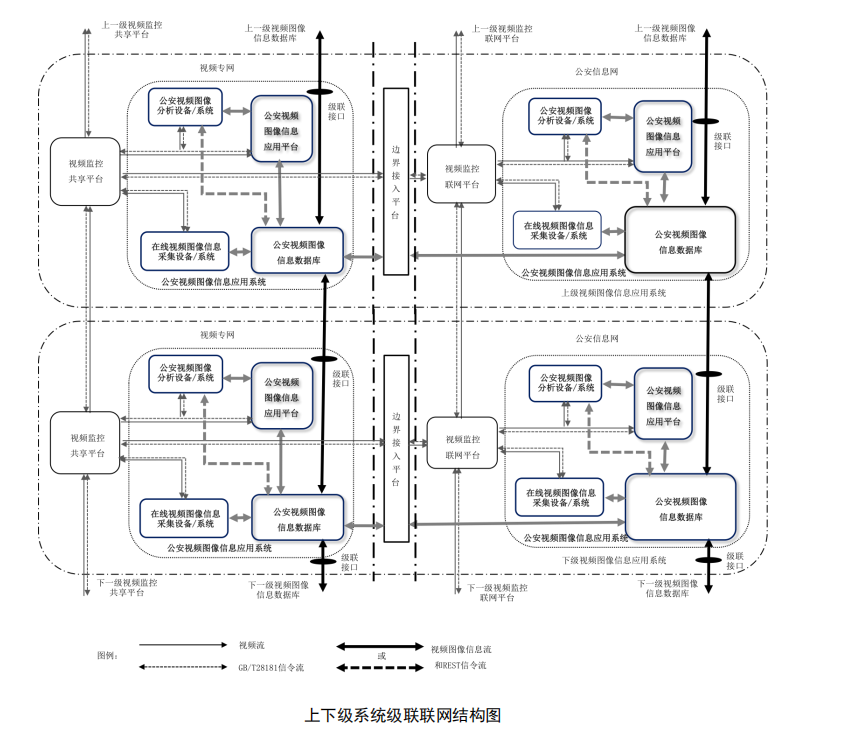 上一级视频监控
共享平台
上一级视频图像
信息数据库
上一级视频监控
联网平台
上一级视频图像
信息数据库
视频专网
公安信息网
公安视频图像
分析设备/系统
公安视频
图像信息
应用平台
级联
接口
视频监控
共享平台
在线视频图像信息
采集设备/系统
公安视频图像
信息数据库
公安视频图像信息应用系统
边界接入平台
公安视频图像
分析设备/系统
公安视频
图像信息
应用平台
级联
接口
视频监控
联网平台
在线视频图像信息
采集设备/系统
公安视频图像
信息数据库
公安视频图像信息应用系统
上级视频图像信息应用系统
视频专网
公安信息网
公安视频图像
分析设备/系统
公安视频
图像信息
应用平台
级联
接口
视频监控
共享平台
在线视频图像信息
采集设备/系统
公安视频图像
信息数据库
公安视频图像信息应用系统
级联
接口
边界接入平台
公安视频图像
分析设备/系统
公安视频
图像信息
应用平台
级联
接口
视频监控
联网平台
在线视频图像信息
采集设备/系统
公安视频图像
信息数据库
公安视频图像信息应用系统
下级视频图像信息应用系统
级联
接口
下一级视频监控
共享平台
下一级视频图像
信息数据库
下一级视频监控
联网平台
下一级视频图像
信息数据库
图例：
视频流
GB/T28181信令流
或
视频图像信息流
和REST信令流
上下级系统级联联网结构图